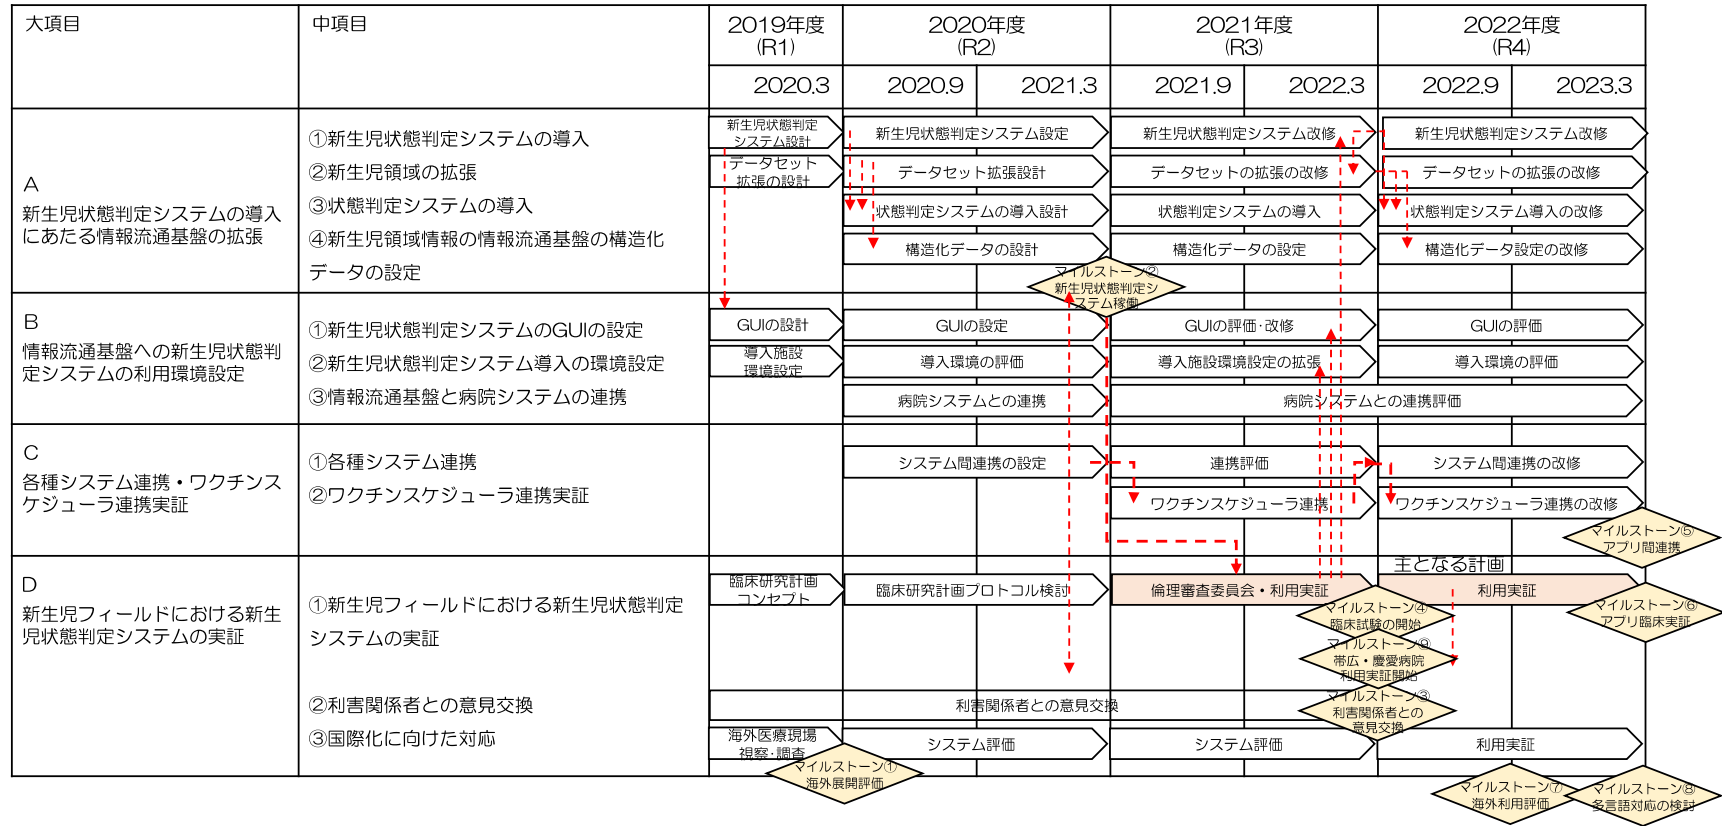 大項目
中項目
2019年度
(R1)
2020年度
(R2)
2021年度
(R3)
2022年度
(R4)
2020.3
2020.9
2021.3
2021.9
2022.3
2022.9
2023.3
A
新生児状態判定システムの導入
にあたる情報流通基盤の拡張
①新生児状態判定システムの導入
②新生児領域の拡張
③状態判定システムの導入
④新生児領域情報の情報流通基盤の構造化
データの設定
新生児状態判定
システム設計
新生児状態判定システム設定
新生児状態判定システム改修
新生児状態判定システム改修
データセット
拡張の設計
データセット拡張設計
データセットの拡張の改修
データセットの拡張の改修
状態判定システムの導入設計
状態判定システムの導入
状態判定システム導入の改修
構造化データの設計
構造化データの設定
構造化データ設定の改修
マイルストーン②
新生児状態判定シ
ステム稼働
B
情報流通基盤への新生児状態判
定システムの利用環境設定
①新生児状態判定システムのGUIの設定
②新生児状態判定システム導入の環境設定
③情報流通基盤と病院システムの連携
GUIの設計
GUIの設定
GUIの評価・改修
GUIの評価
導入施設
環境設定
導入環境の評価
導入施設環境設定の拡張
導入環境の評価
病院システムとの連携
病院システムとの連携評価
C
各種システム連携・ワクチンス
ケジューラ連携実証
①各種システム連携
②ワクチンスケジューラ連携実証
システム間連携の設定
連携評価
システム間連携の改修
ワクチンスケジューラ連携
ワクチンスケジューラ連携の改修
マイルストーン⑤
アプリ間連携
D
新生児フィールドにおける新生
児状態判定システムの実証
①新生児フィールドにおける新生児状態判定
システムの実証
②利害関係者との意見交換
③国際化に向けた対応
主となる計画
臨床研究計画
コンセプト
臨床研究計画プロトコル検討
倫理審査委員会・利用実証
利用実証
マイルストーン④
臨床試験の開始
マイルストーン⑥
アプリ臨床実証
マイルストーン⑨
帯広・慶愛病院
利用実証開始
利害関係者との意見交換
マイルストーン③
利害関係者との
意見交換
海外医療現場
視察・調査
システム評価
システム評価
利用実証
マイルストーン①
海外展開評価
マイルストーン⑦
海外利用評価
マイルストーン⑧
多言語対応の検討